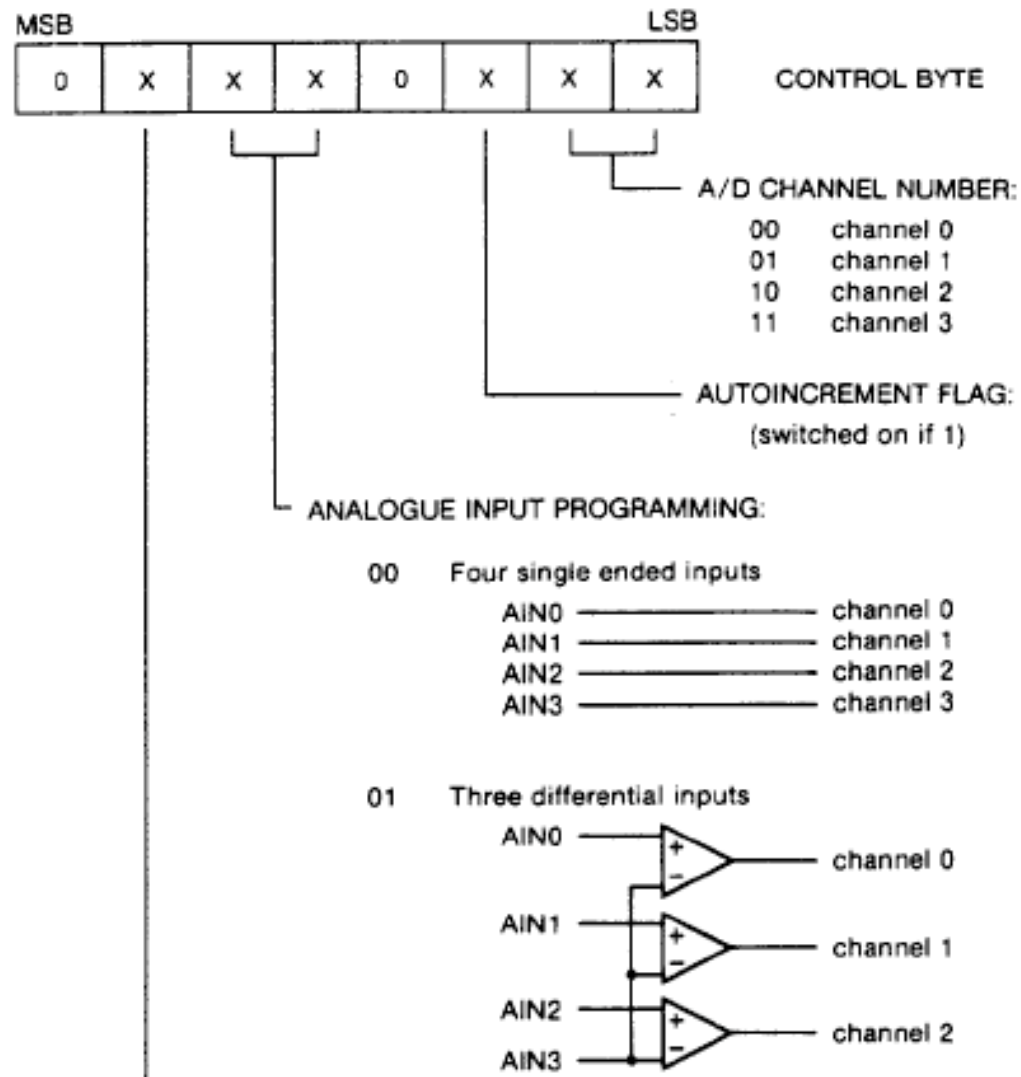 MSB LSB
0 X X X 0 X X X CONTROL BYTE
A/D CHANNEL NUMBER:
00 channel 0
01 channel 1
10 channel 2
11 channel 3
AUTOINCREMENT FLAG:
(switched on if 1)
ANALOGUE INPUT PROGRAMMING:
00 Four single ended inputs
AIN0 channel 0
AIN1 channel 1
AIN2 channel 2
AIN3 channel 3
01 Three differential inputs
AIN0 + − channel 0
AIN1 + − channel 1
AIN2 + − channel 2
AIN3